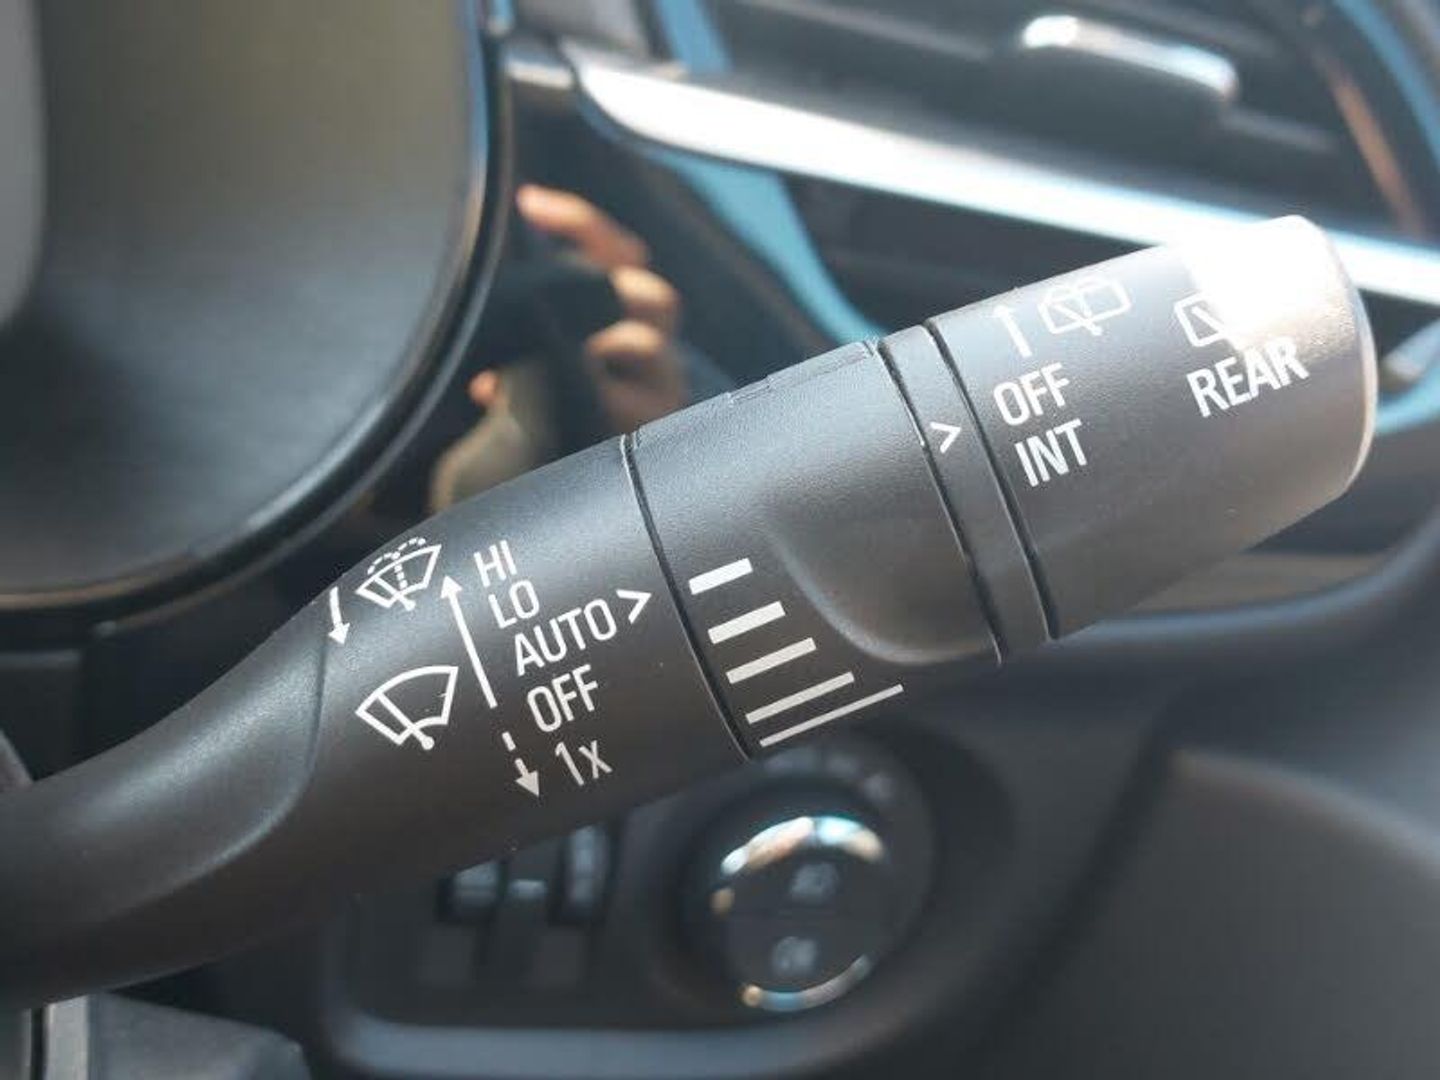 HI
LO
AUTO >
OFF
1x
>
OFF
INT
REAR